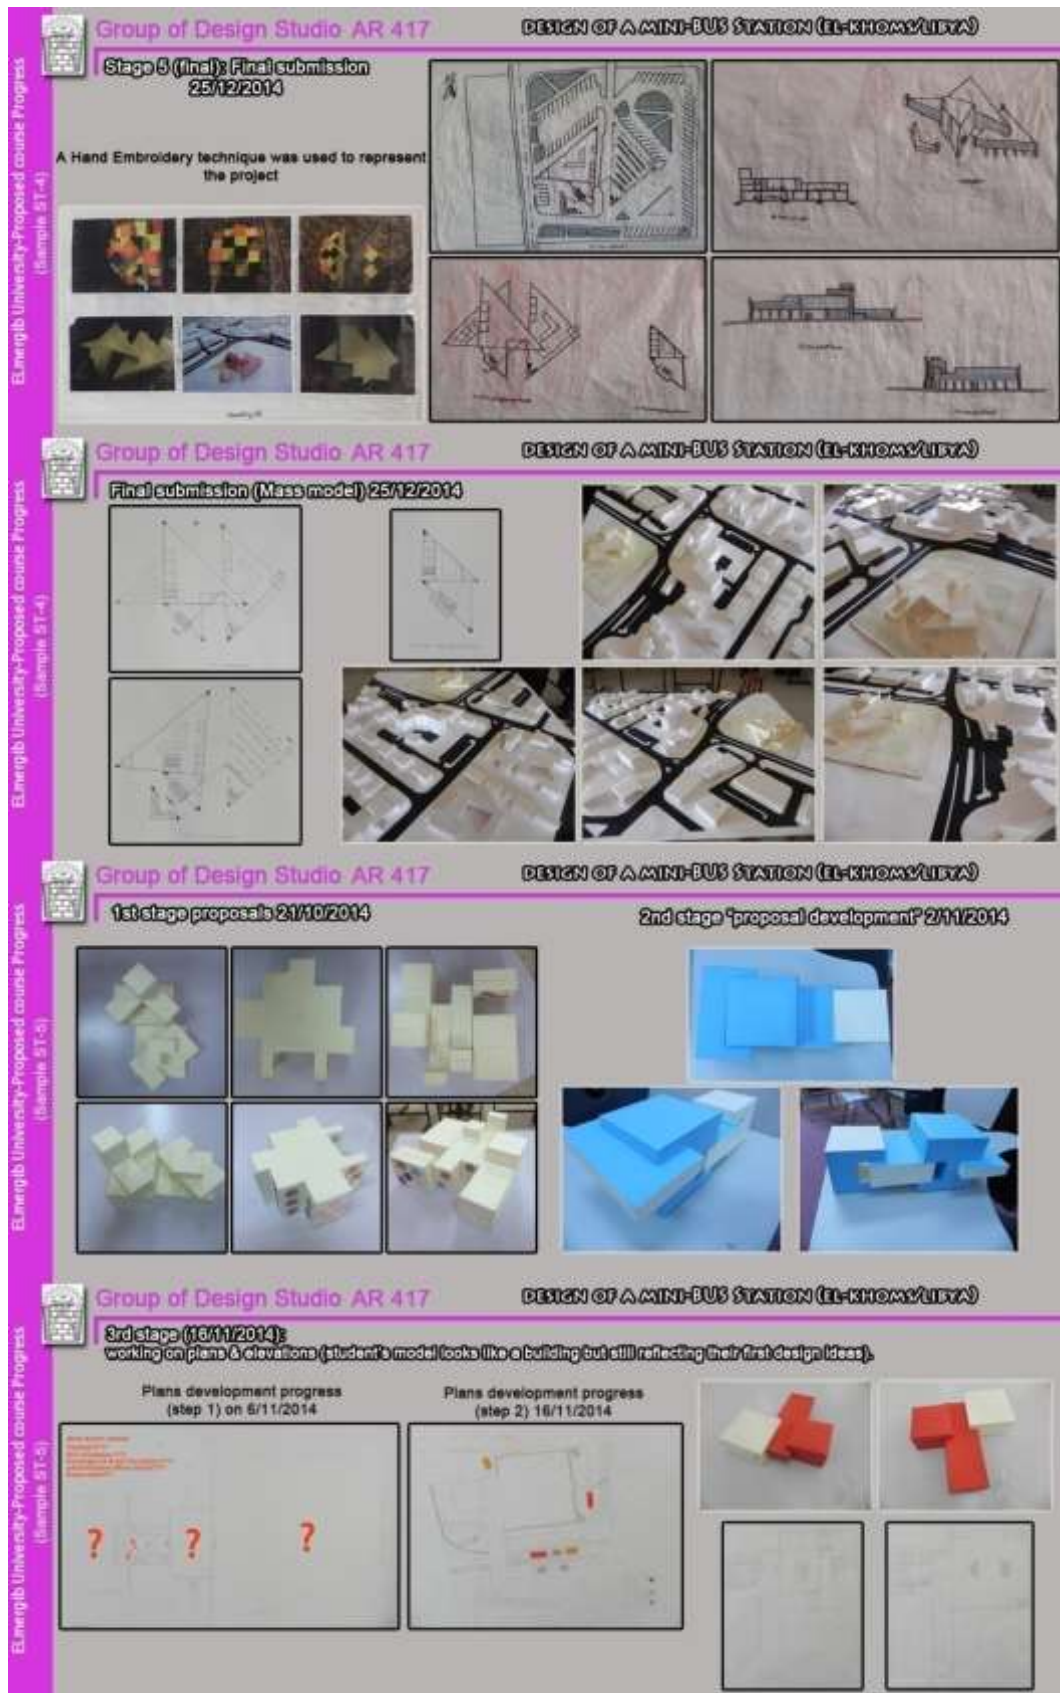 Group of Design Studio AR 417
DESIGN OF A MINI-BUS STATION (EL-KHOMS/LIBYA)
ELmergib University-Proposed course Progress
(Sample ST-4)
Stage 5 (final): Final submission
25/12/2014
A Hand Embroidery technique was used to represent
the project
Group of Design Studio AR 417
DESIGN OF A MINI-BUS STATION (EL-KHOMS/LIBYA)
ELmergib University-Proposed course Progress
(Sample ST-4)
Final submission (Mass model) 25/12/2014
Group of Design Studio AR 417
DESIGN OF A MINI-BUS STATION (EL-KHOMS/LIBYA)
ELmergib University-Proposed course Progress
(Sample ST-5)
1st stage proposals 21/10/2014
2nd stage "proposal development" 2/11/2014
Group of Design Studio AR 417
DESIGN OF A MINI-BUS STATION (EL-KHOMS/LIBYA)
ELmergib University-Proposed course Progress
(Sample ST-5)
3rd stage (16/11/2014):
working on plans & elevations (student's model looks like a building but still reflecting their first design ideas).
Plans development progress
(step 1) on 6/11/2014
Plans development progress
(step 2) 16/11/2014
? ? ?